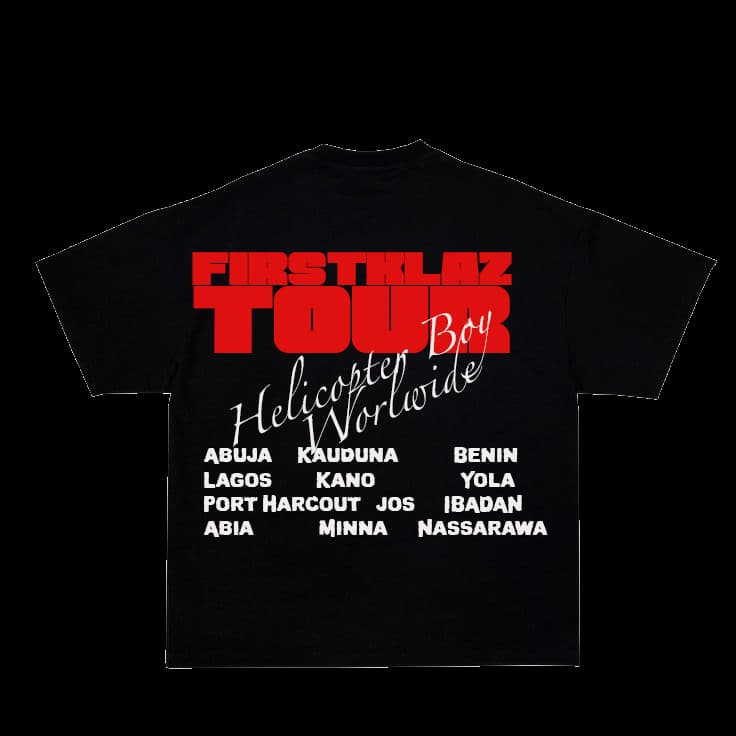 FIRSTKLAZ
TOUR
Helicopter Boy
Worlwide
ABUJA KAUDUNA BENIN
LAGOS KANO YOLA
PORT HARCOUT JOS IBADAN
ABIA MINNA NASSARAWA